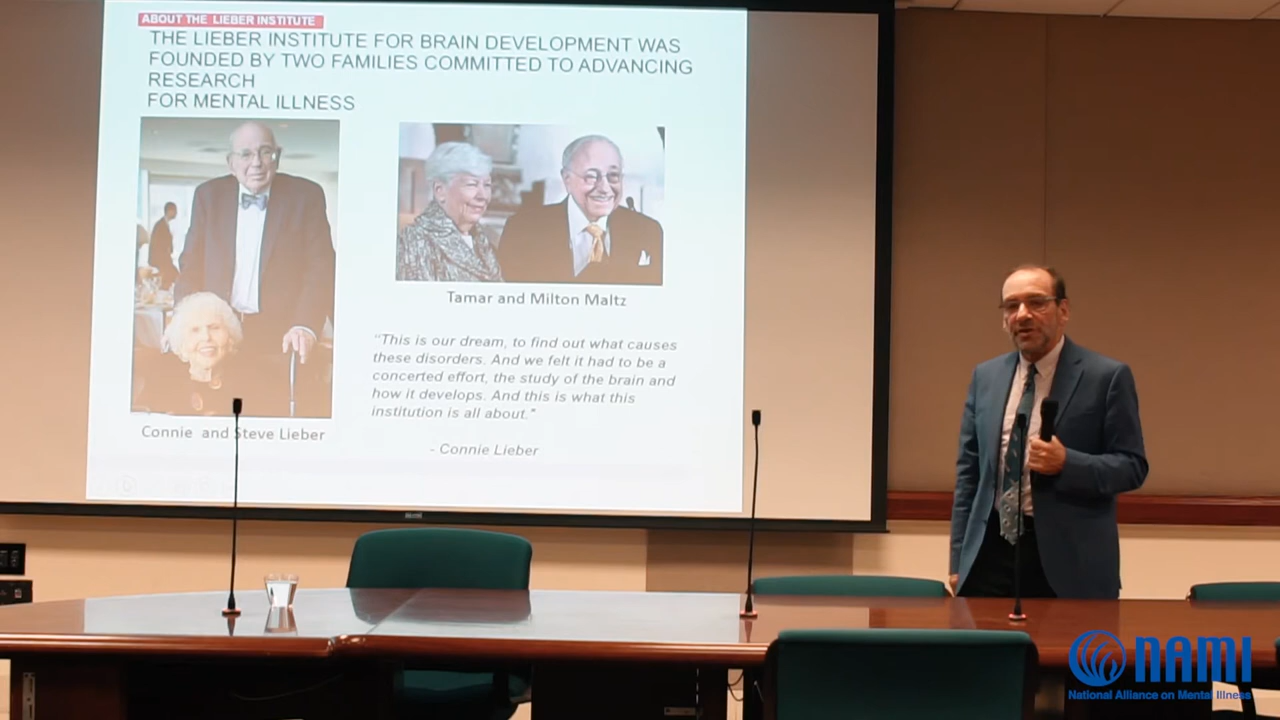 ABOUT THE LIEBER INSTITUTE
THE LIEBER INSTITUTE FOR BRAIN DEVELOPMENT WAS
FOUNDED BY TWO FAMILIES COMMITTED TO ADVANCING
RESEARCH
FOR MENTAL ILLNESS
Tamar and Milton Maltz
"This is our dream, to find out what causes
these disorders. And we felt it had to be a
concerted effort, the study of the brain and
how it develops. And this is what this
institution is all about."
- Connie Lieber
Connie and Steve Lieber
NAMI
National Alliance on Mental Illness